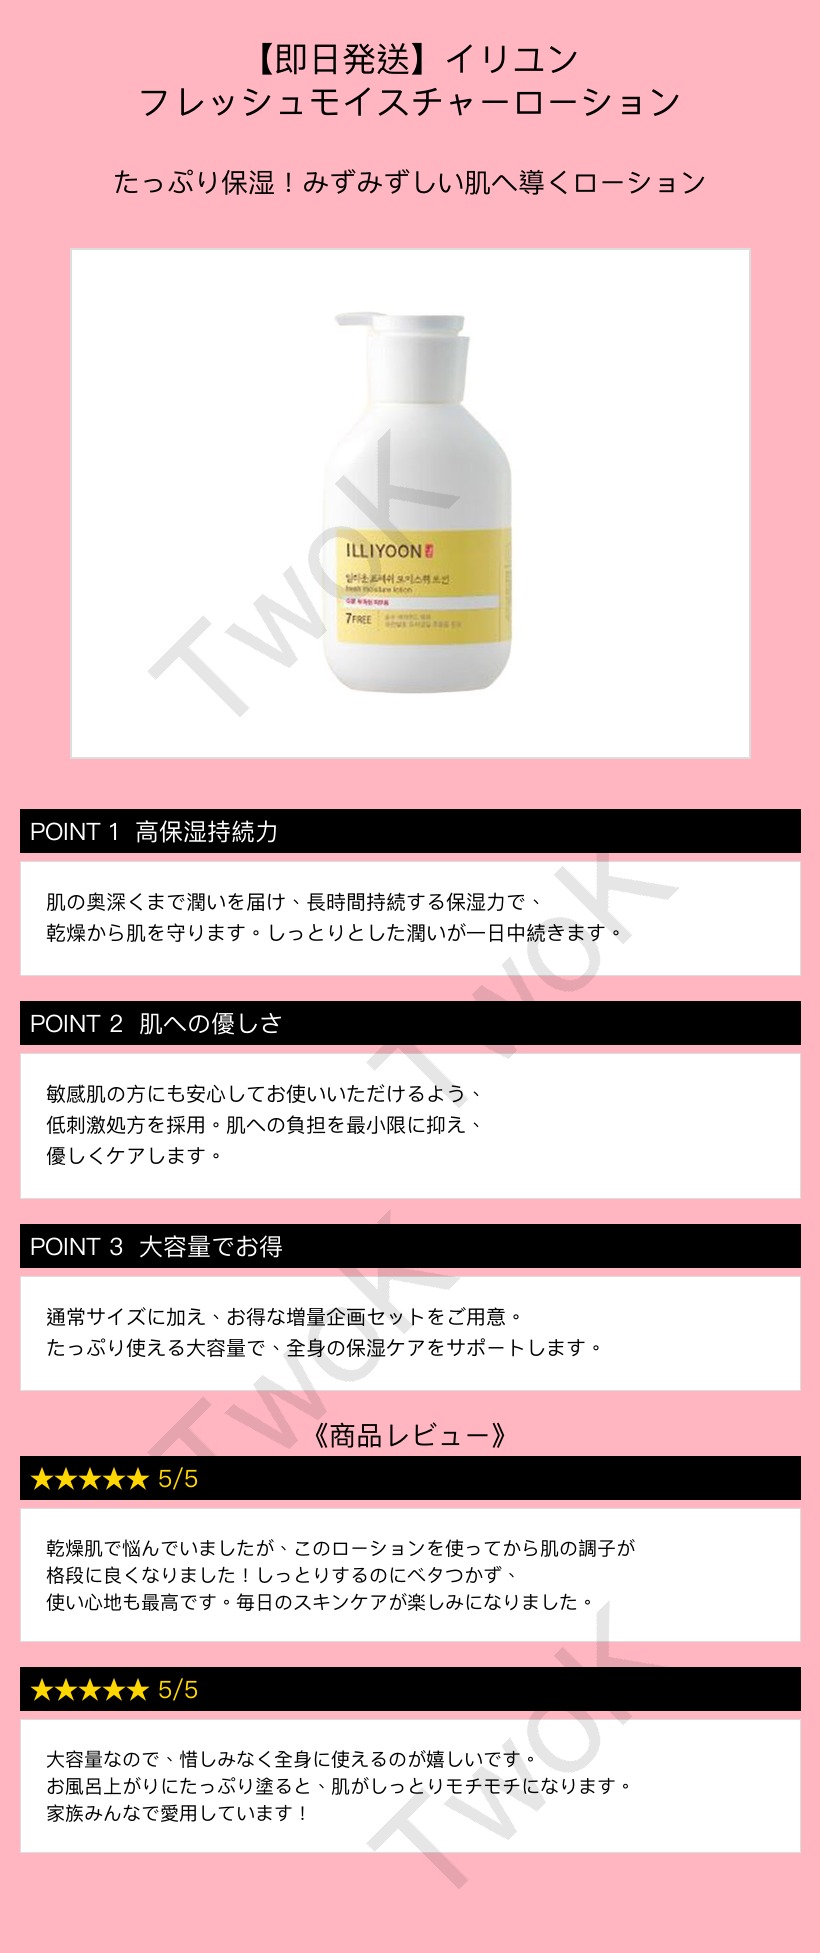 【即日発送】イリユン
フレッシュモイスチャーローション
たっぷり保湿！みずみずしい肌へ導くローション
ILLIYOON
일리윤 프레쉬 모이스춰 로션
fresh moisture lotion
7FREE
TwoK
POINT 1 高保湿持続力
肌の奥深くまで潤いを届け、長時間持続する保湿力で、
乾燥から肌を守ります。しっとりとした潤いが一日中続きます。
TwoK
POINT 2 肌への優しさ
敏感肌の方にも安心してお使いいただけるよう、
低刺激処方を採用。肌への負担を最小限に抑え、
優しくケアします。
POINT 3 大容量でお得
通常サイズに加え、お得な増量企画セットをご用意。
たっぷり使える大容量で、全身の保湿ケアをサポートします。
TwoK
《商品レビュー》
★★★★★ 5/5
乾燥肌で悩んでいましたが、このローションを使ってから肌の調子が
格段に良くなりました！しっとりするのにベタつかず、
使い心地も最高です。毎日のスキンケアが楽しみになりました。
★★★★★ 5/5
大容量なので、惜しみなく全身に使えるのが嬉しいです。
お風呂上がりにたっぷり塗ると、肌がしっとりモチモチになります。
家族みんなで愛用しています！
TwoK